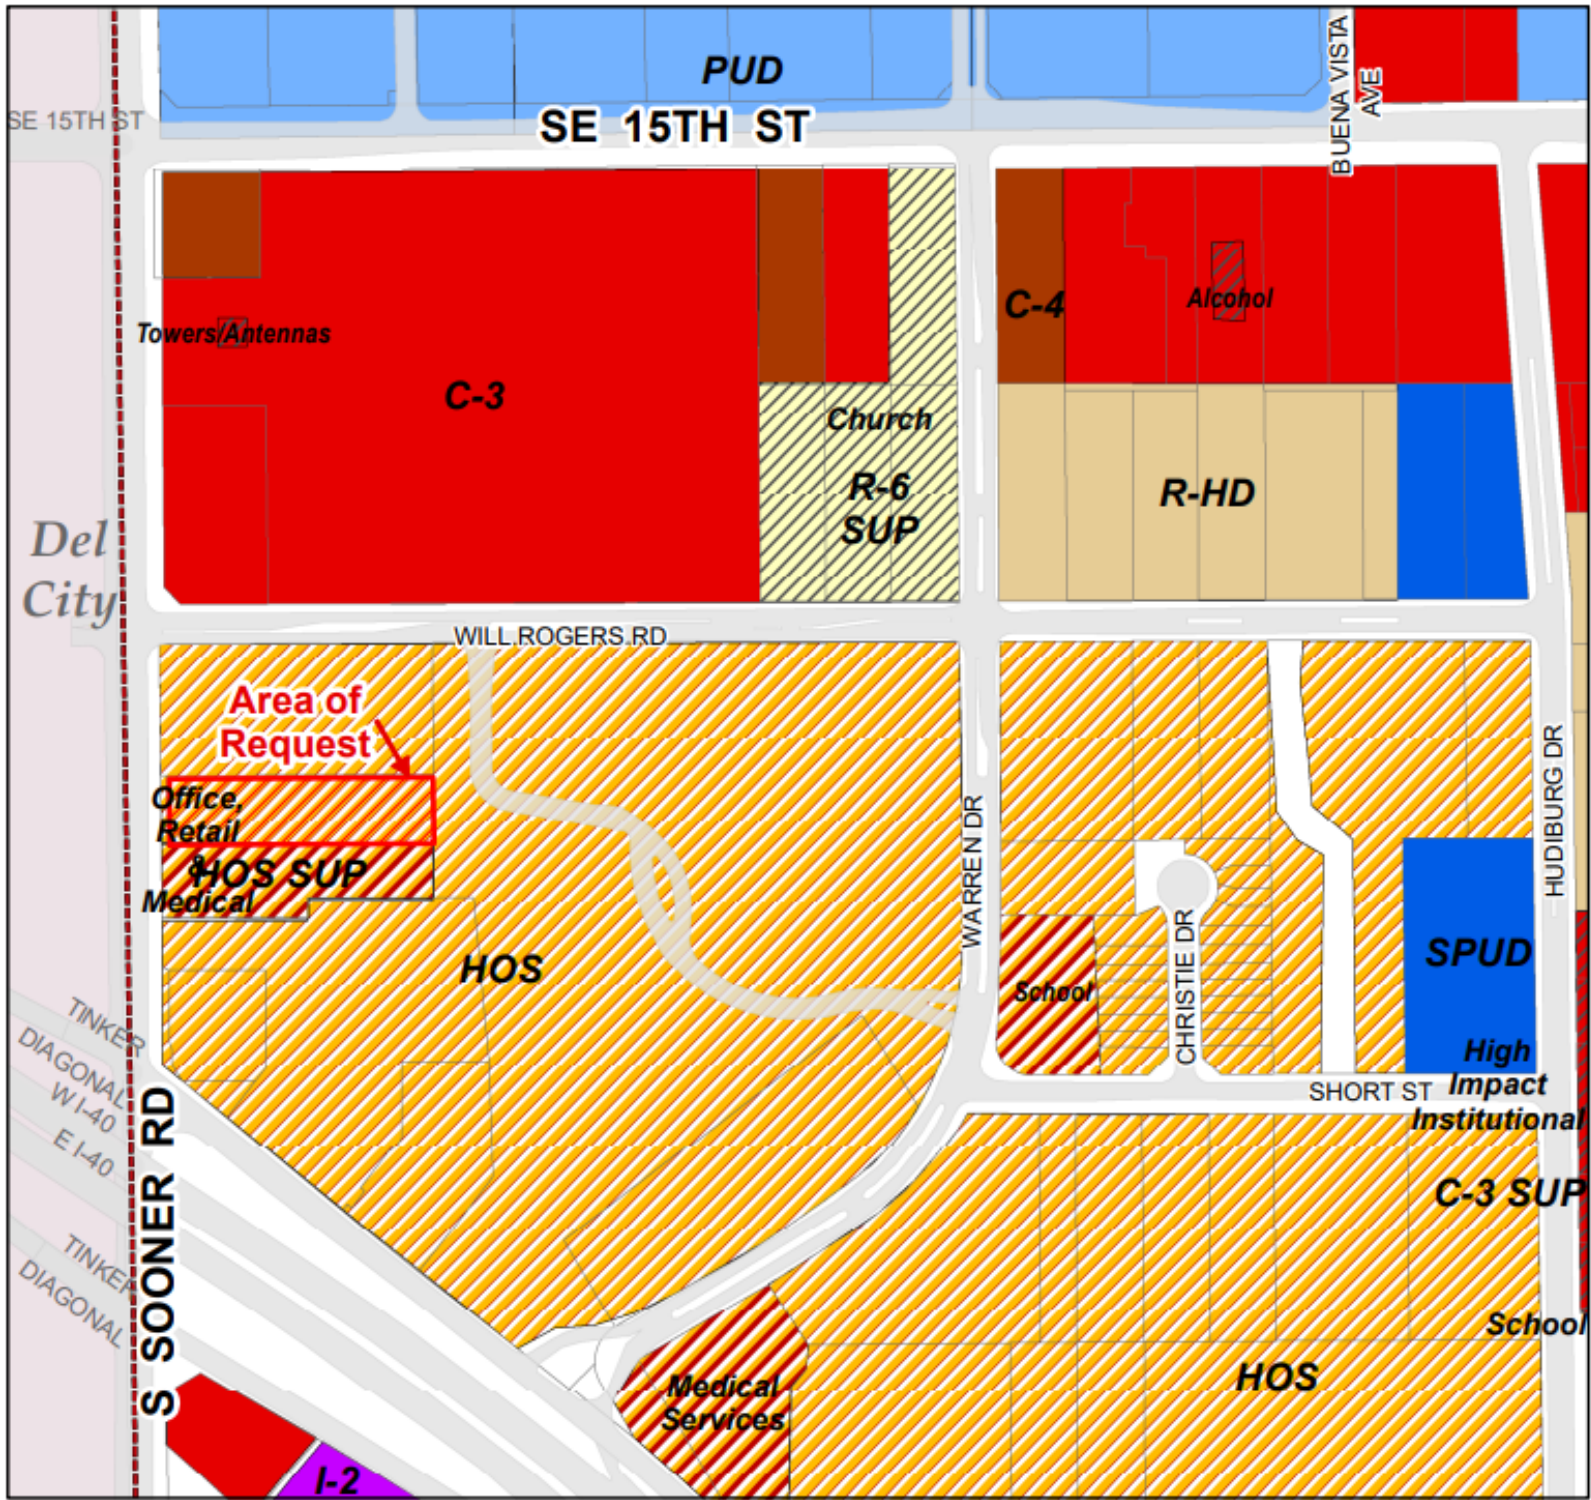 PUD
BUENA VISTA
AVE
SE 15TH ST
SE 15TH ST
Towers/Antennas
C-3
C-4
Alcohol
Church
R-6
SUP
R-HD
Del
City
WILL ROGERS RD
Area of
Request
Office,
Retail
&
Medical
HOS SUP
HOS
WARREN DR
HUDIBURG DR
School
CHRISTIE DR
SPUD
High
Impact
Institutional
SHORT ST
TINKER
DIAGONAL
W I-40
E I-40
TINKER
DIAGONAL
S SOONER RD
C-3 SUP
School
HOS
Medical
Services
I-2